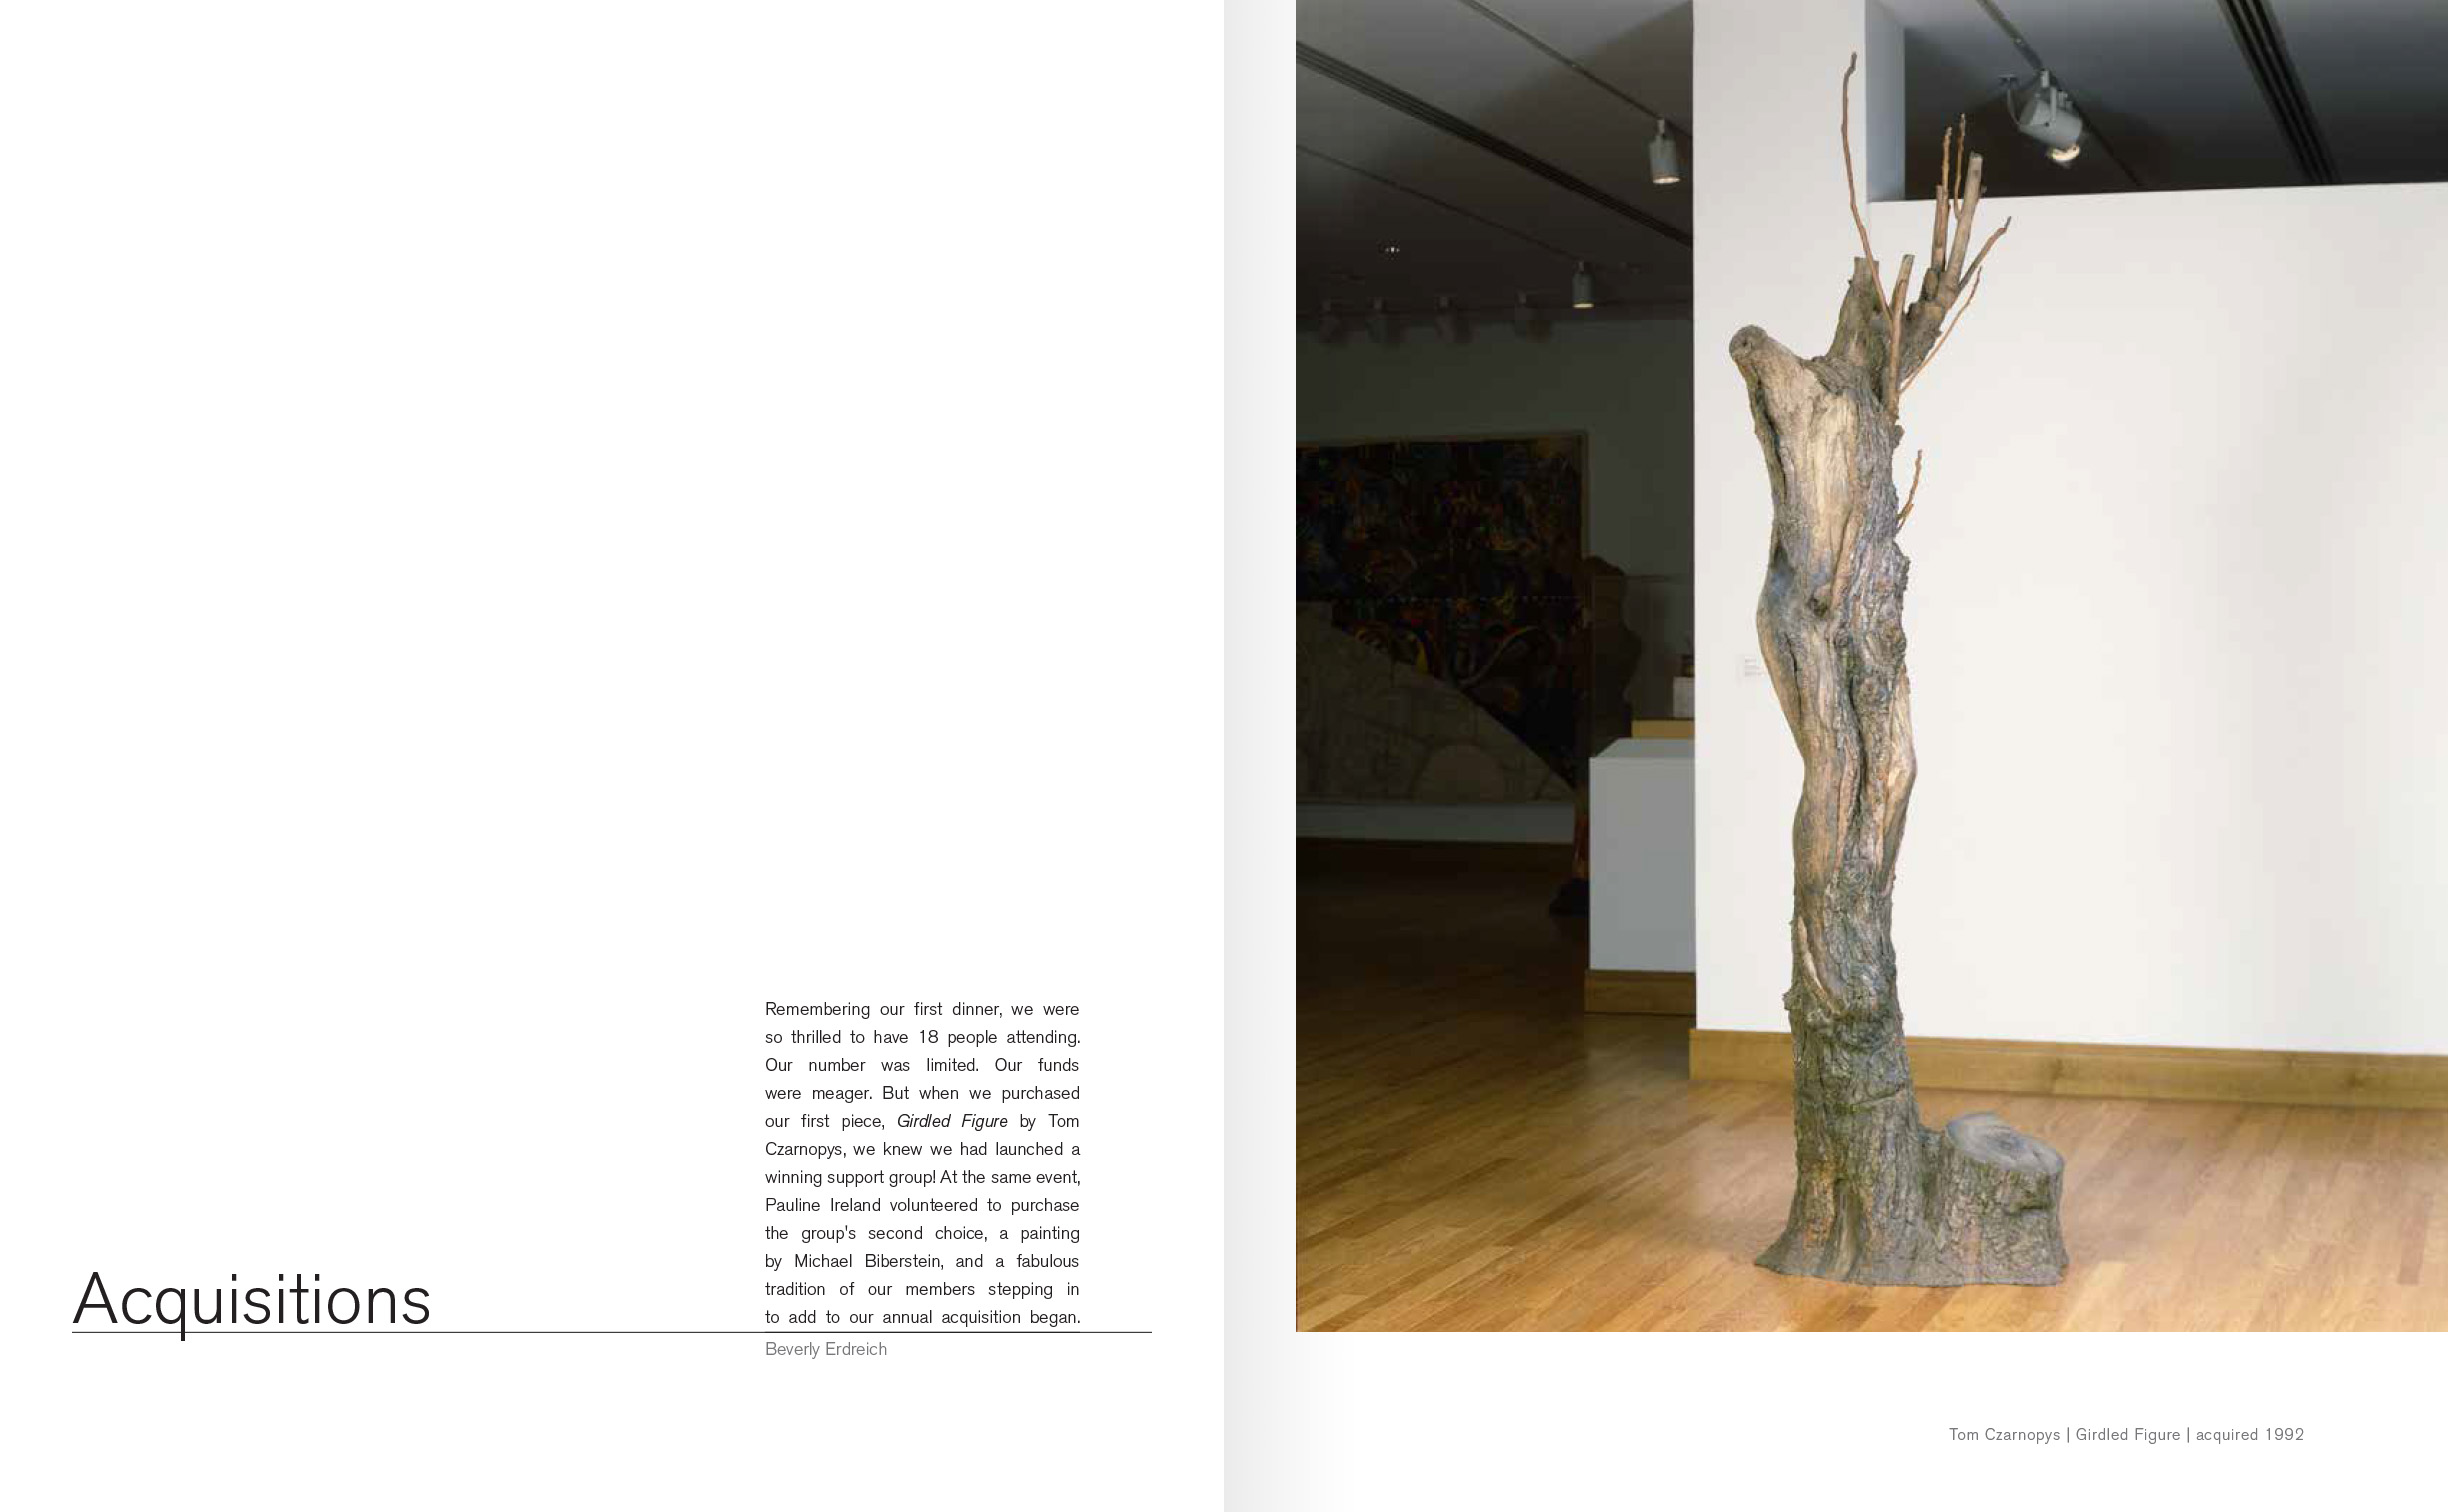 Acquisitions
Remembering our first dinner, we were
so thrilled to have 18 people attending.
Our number was limited. Our funds
were meager. But when we purchased
our first piece, Girdled Figure by Tom
Czarnopys, we knew we had launched a
winning support group! At the same event,
Pauline Ireland volunteered to purchase
the group's second choice, a painting
by Michael Biberstein, and a fabulous
tradition of our members stepping in
to add to our annual acquisition began.
Beverly Erdreich
Tom Czarnopys | Girdled Figure | acquired 1992